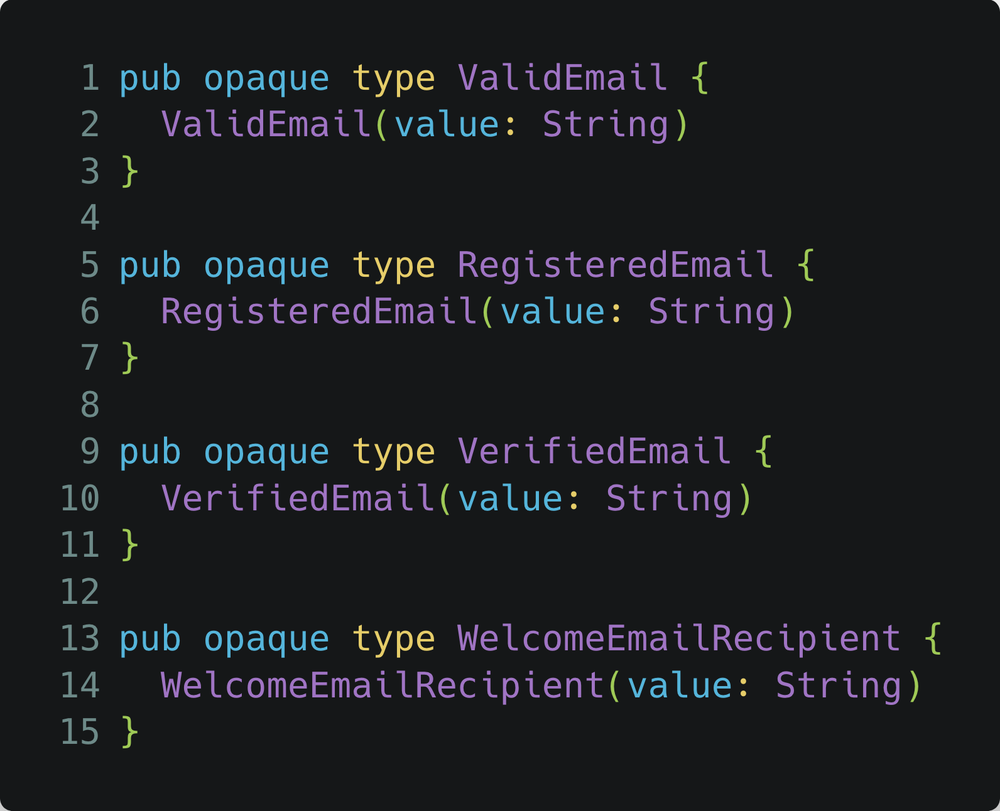 1 pub opaque type ValidEmail {
2   ValidEmail(value: String)
3 }
4
5 pub opaque type RegisteredEmail {
6   RegisteredEmail(value: String)
7 }
8
9 pub opaque type VerifiedEmail {
10   VerifiedEmail(value: String)
11 }
12
13 pub opaque type WelcomeEmailRecipient {
14   WelcomeEmailRecipient(value: String)
15 }